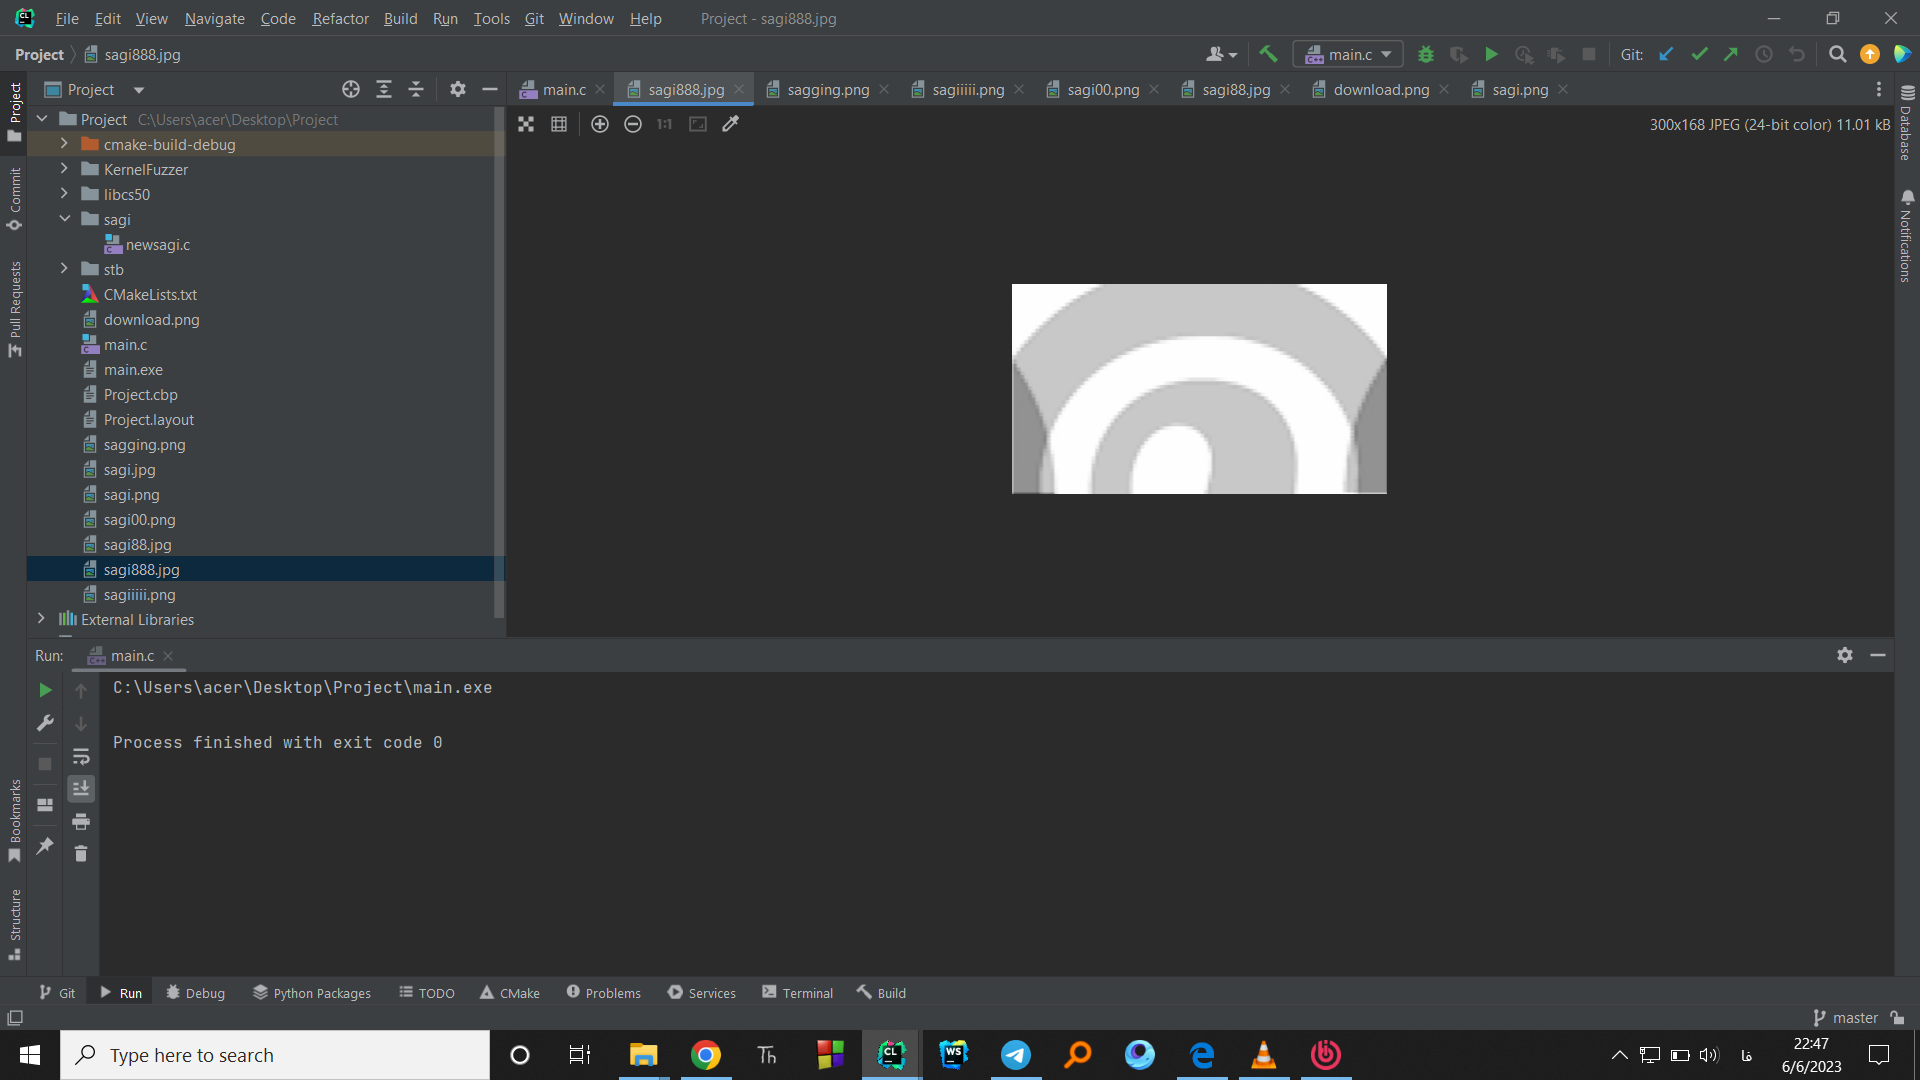 File Edit View Navigate Code Refactor Build Run Tools Git Window Help Project - sagi888.jpg
Project sagi888.jpg main.c Git:
Project
main.c sagi888.jpg sagging.png sagiiiii.png sagi00.png sagi88.jpg download.png sagi.png
1:1 300x168 JPEG (24-bit color) 11.01 kB
Project C:\Users\acer\Desktop\Project
cmake-build-debug
KernelFuzzer
libcs50
sagi
newsagi.c
stb
CMakeLists.txt
download.png
main.c
main.exe
Project.cbp
Project.layout
sagging.png
sagi.jpg
sagi.png
sagi00.png
sagi88.jpg
sagi888.jpg
sagiiiii.png
External Libraries
Project
Commit
Pull Requests
Bookmarks
Structure
Database
Notifications
Run: main.c
C:\Users\acer\Desktop\Project\main.exe
Process finished with exit code 0
Git Run Debug Python Packages TODO CMake Problems Services Terminal Build
master
Type here to search
Th
CL
WS
فا
22:47
6/6/2023